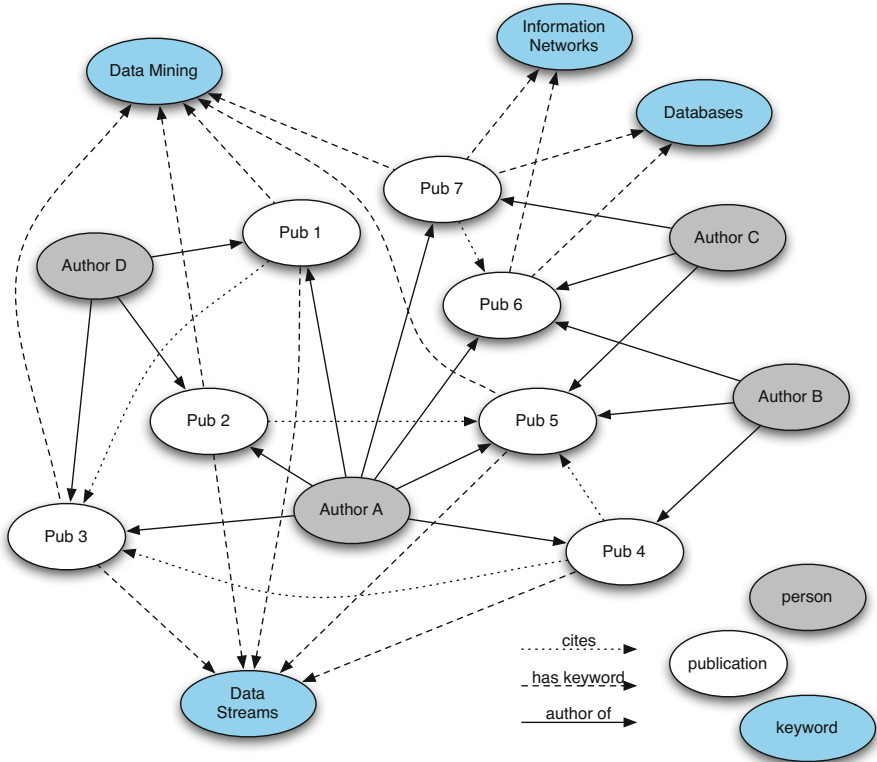 Information
Networks
Data Mining
Databases
Pub 7
Pub 1
Author C
Author D
Pub 6
Author B
Pub 2
Pub 5
Author A
Pub 3
Pub 4
person
cites
publication
has keyword
Data
Streams
author of
keyword